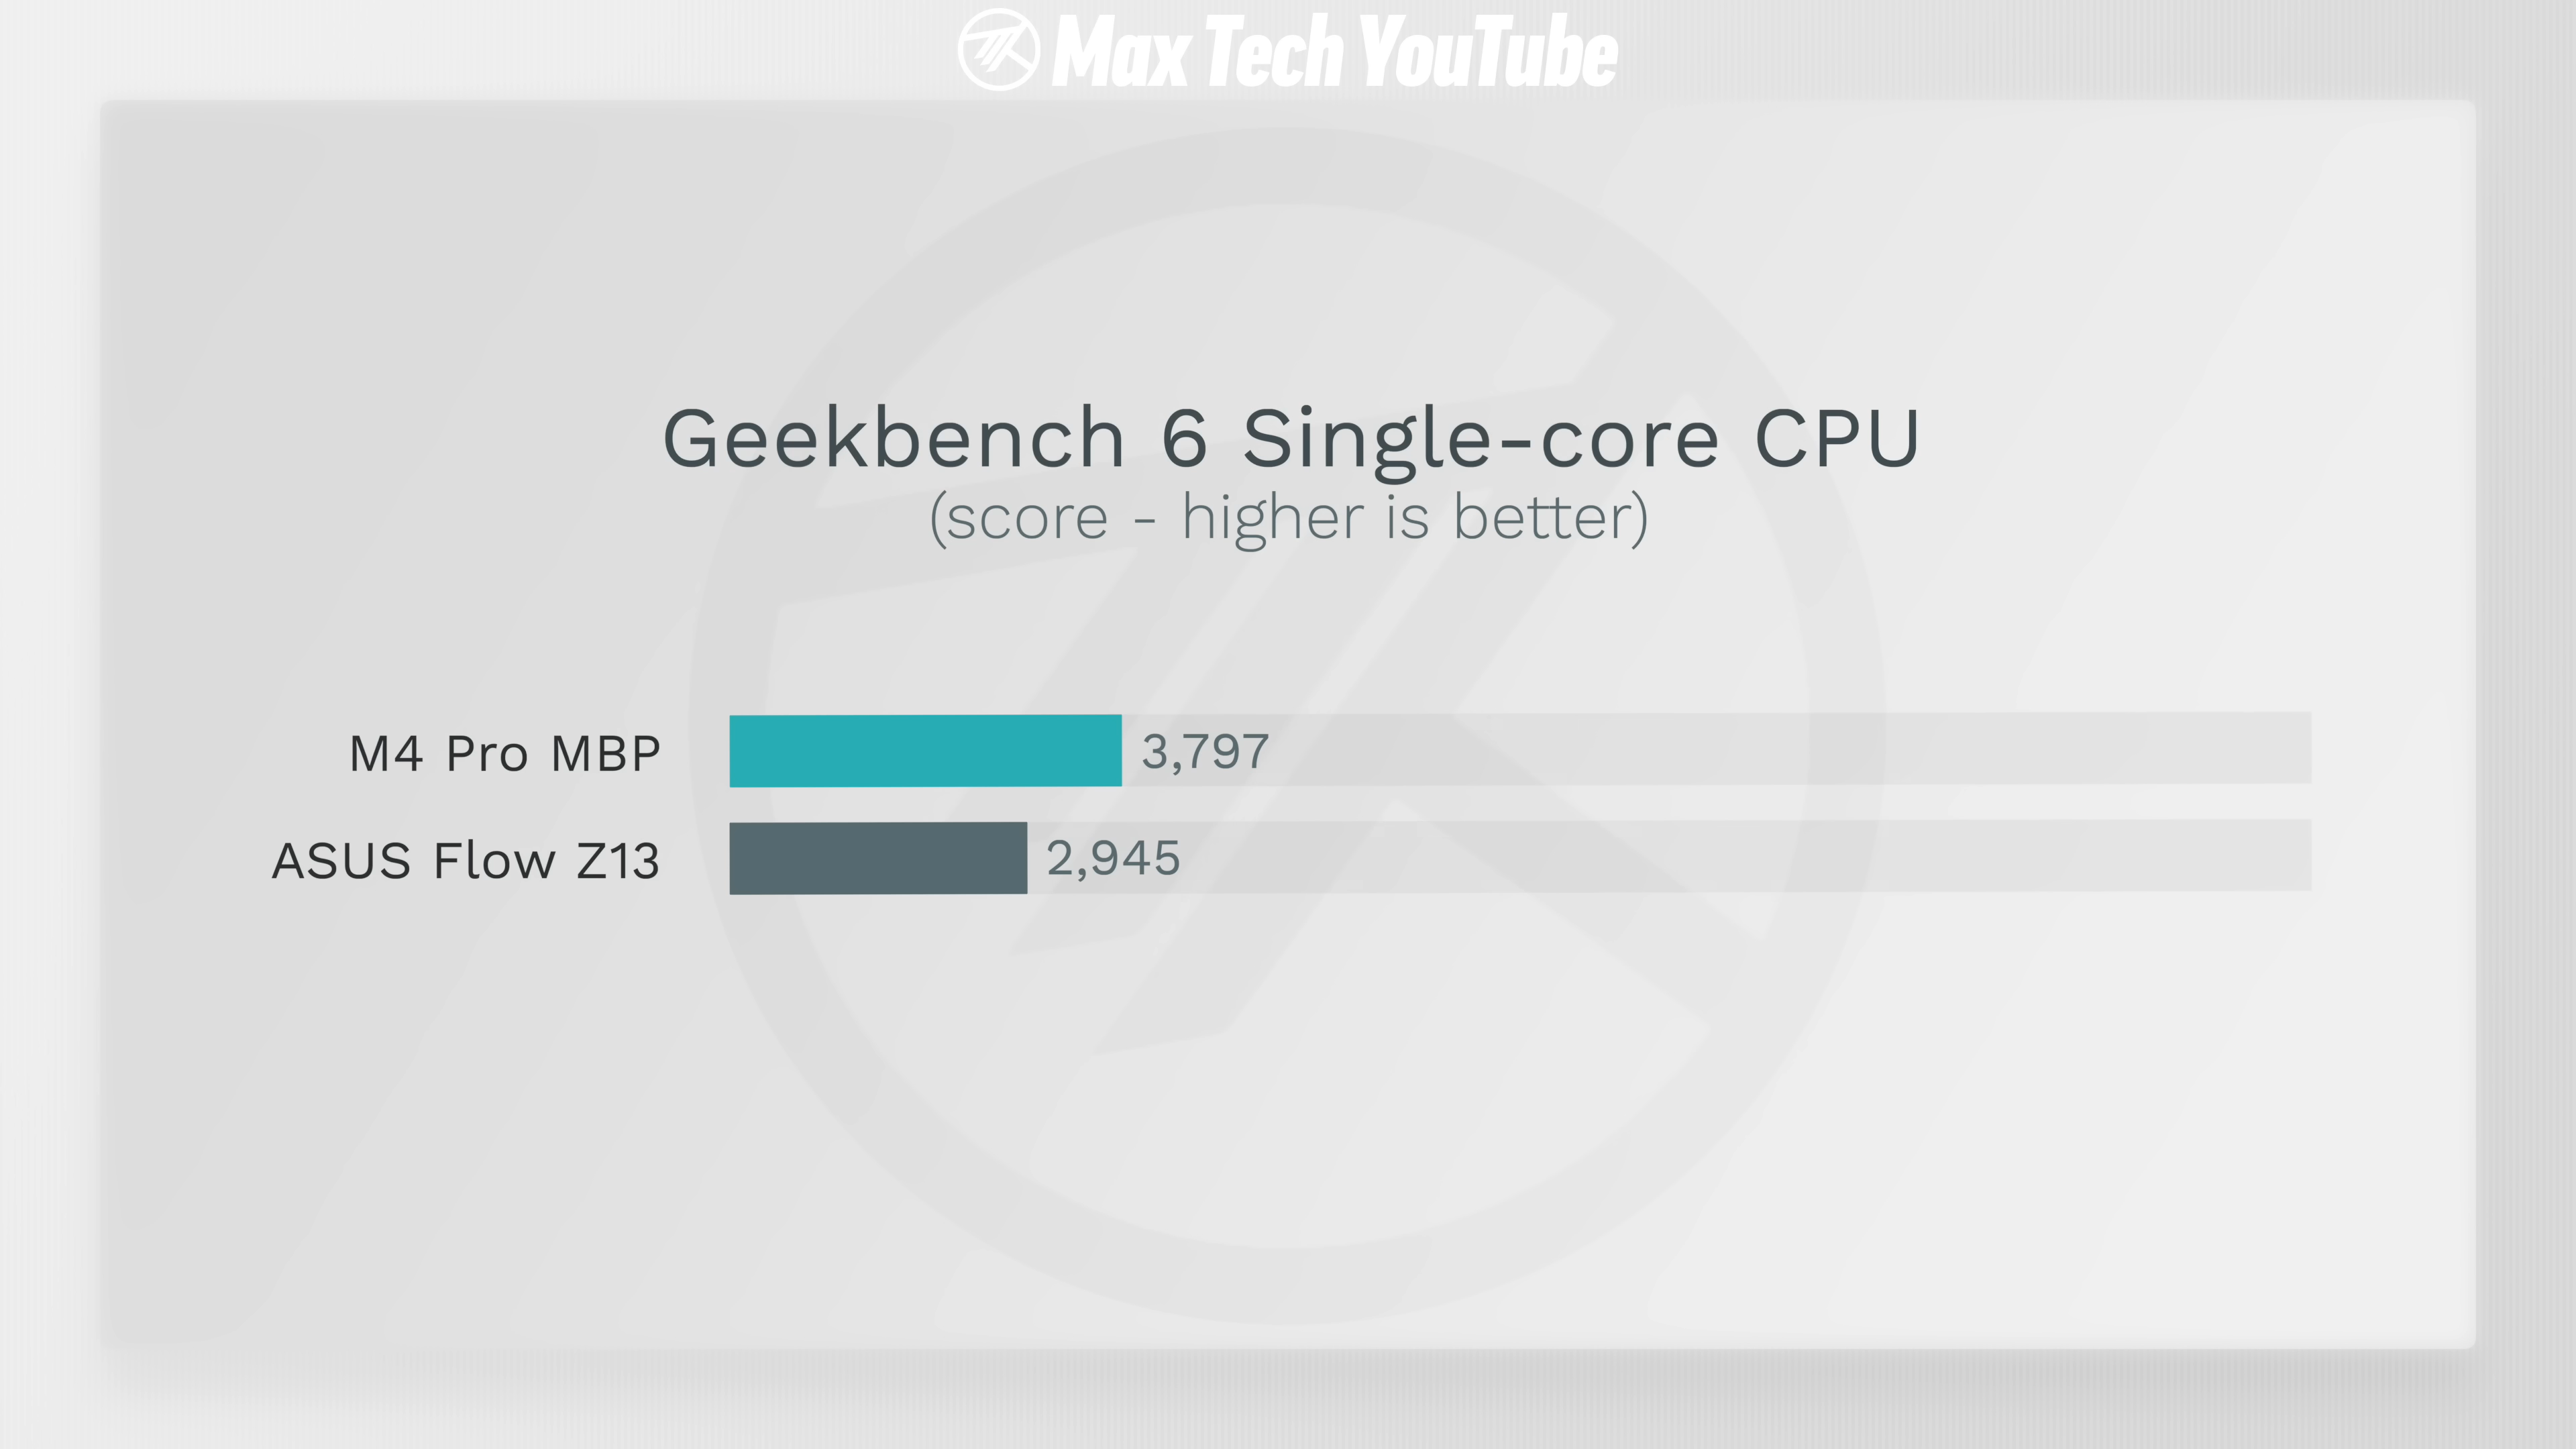 Max Tech YouTube
Geekbench 6 Single-core CPU
(score - higher is better)
M4 Pro MBP 3,797
ASUS Flow Z13 2,945